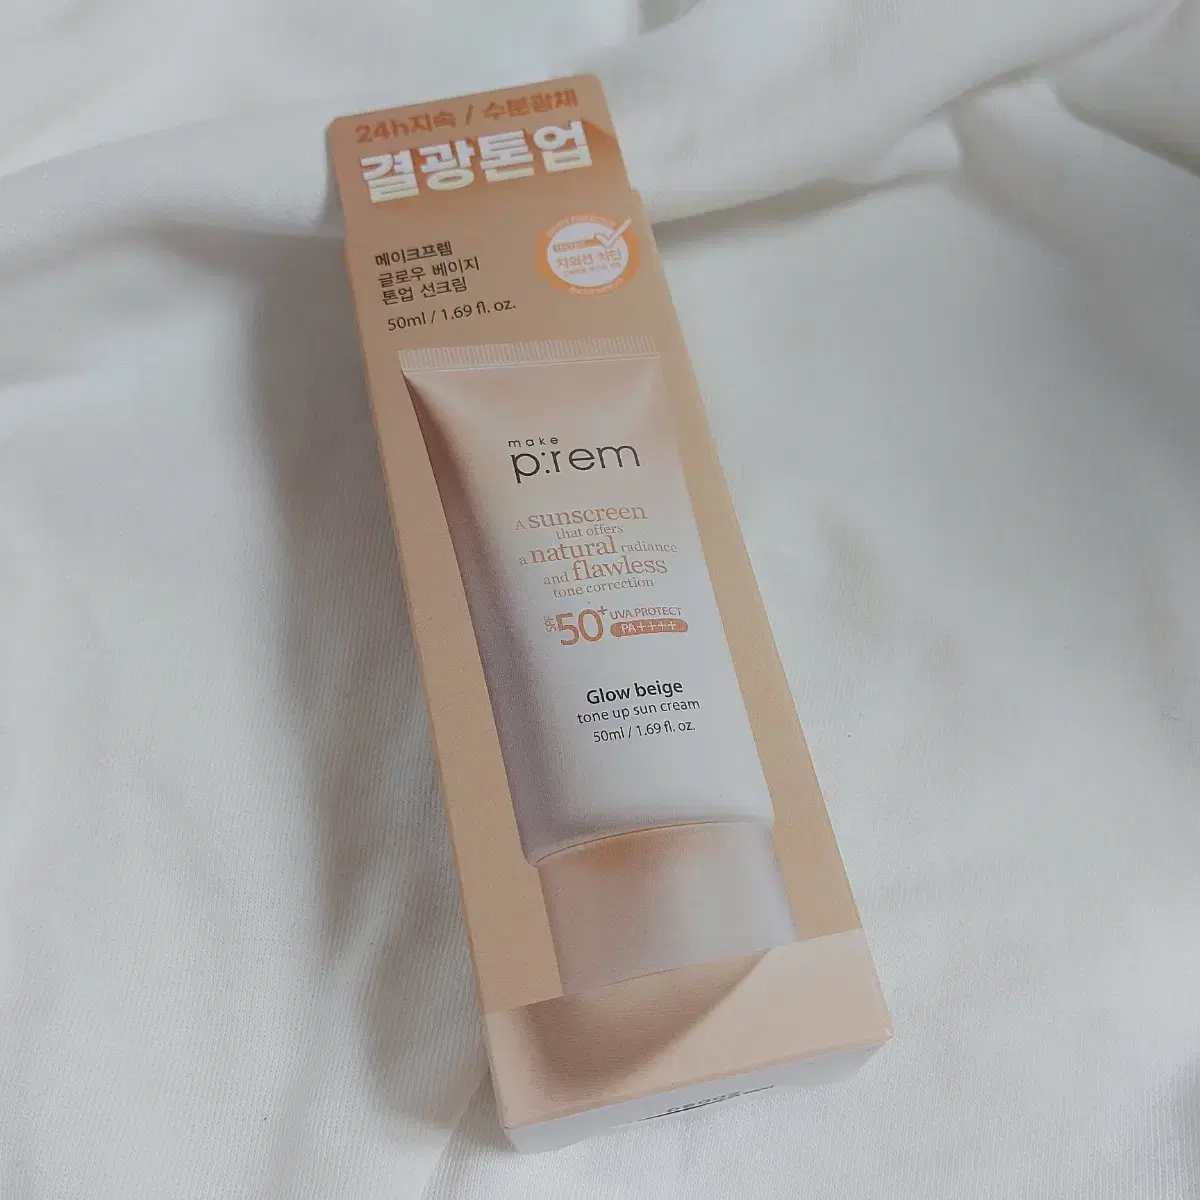 24h지속 / 수분광채
결광톤업
메이크프렘
글로우 베이지
톤업 선크림
50ml / 1.69 fl. oz.
자외선 차단
make
p:rem
A sunscreen
that offers
a natural radiance
and flawless
tone correction
SPF 50+ UVA PROTECT
PA++++
Glow beige
tone up sun cream
50ml / 1.69 fl. oz.